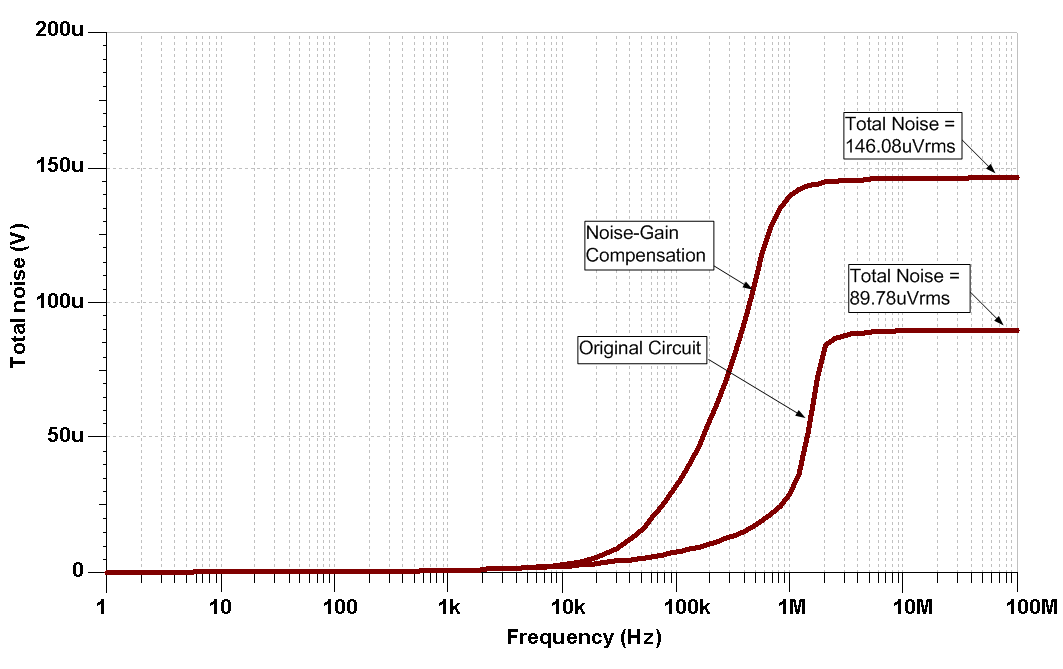 200u
150u
100u
50u
0
Total noise (V)
Total Noise =
146.08uVrms
Noise-Gain
Compensation
Total Noise =
89.78uVrms
Original Circuit
1
10
100
1k
10k
100k
1M
10M
100M
Frequency (Hz)